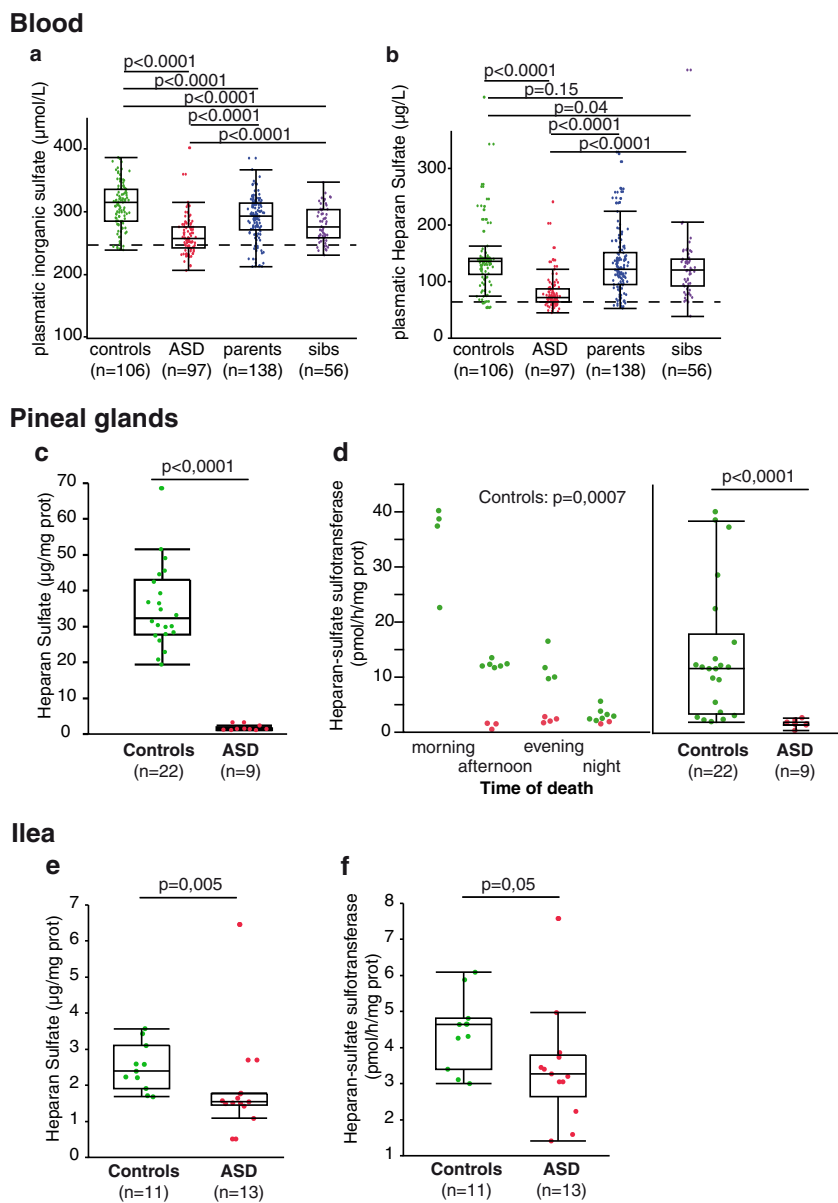 Blood
a
b
p<0.0001
p<0.0001
p<0.0001
p<0.0001
p<0.0001
plasmatic inorganic sulfate (µmol/L)
400
300
200
100
controls
ASD
parents
sibs
(n=106)
(n=97)
(n=138)
(n=56)
p<0.0001
p=0.15
p=0.04
p<0.0001
p<0.0001
plasmatic Heparan Sulfate (µg/L)
300
200
100
0
controls
ASD
parents
sibs
(n=106)
(n=97)
(n=138)
(n=56)
Pineal glands
c
d
p<0,0001
Heparan Sulfate (µg/mg prot)
70
60
50
40
30
20
10
0
Controls
ASD
(n=22)
(n=9)
Heparan-sulfate sulfotransferase
(pmol/h/mg prot)
Controls: p=0,0007
40
30
20
10
0
morning
afternoon
evening
night
Time of death
p<,0001
Controls
ASD
(n=22)
(n=9)
Ilea
e
f
p=0,005
Heparan Sulfate (µg/mg prot)
7
6
5
4
3
2
1
0
Controls
ASD
(n=11)
(n=13)
p=0,05
Heparan-sulfate sulfotransferase
(pmol/h/mg prot)
8
7
6
5
4
3
2
1
Controls
ASD
(n=11)
(n=13)